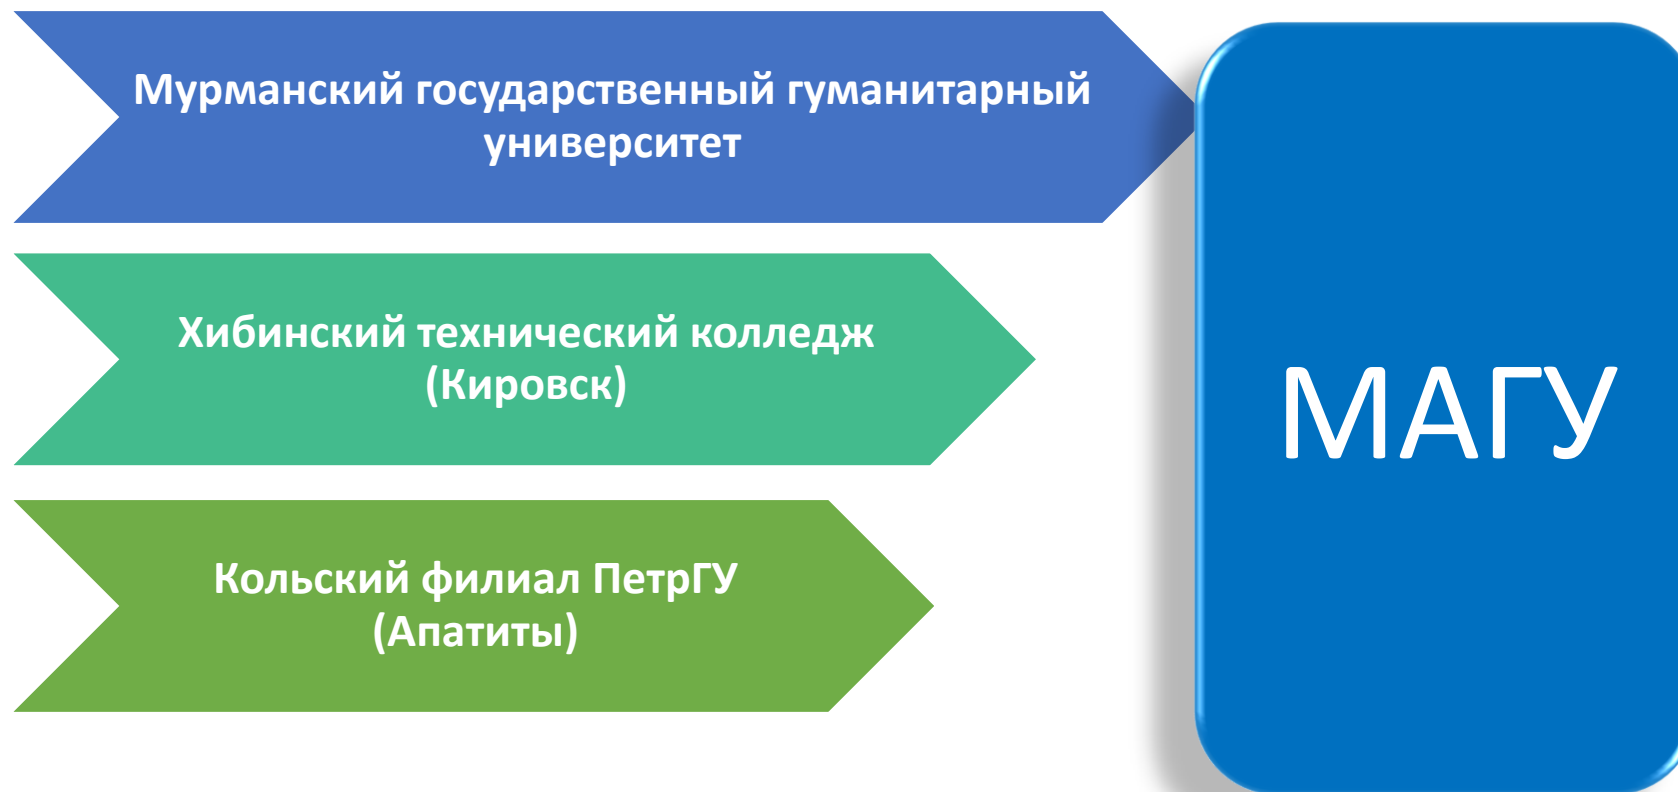 Мурманский государственный гуманитарный
университет
Хибинский технический колледж
(Кировск)
Кольский филиал ПетрГУ
(Апатиты)
МАГУ